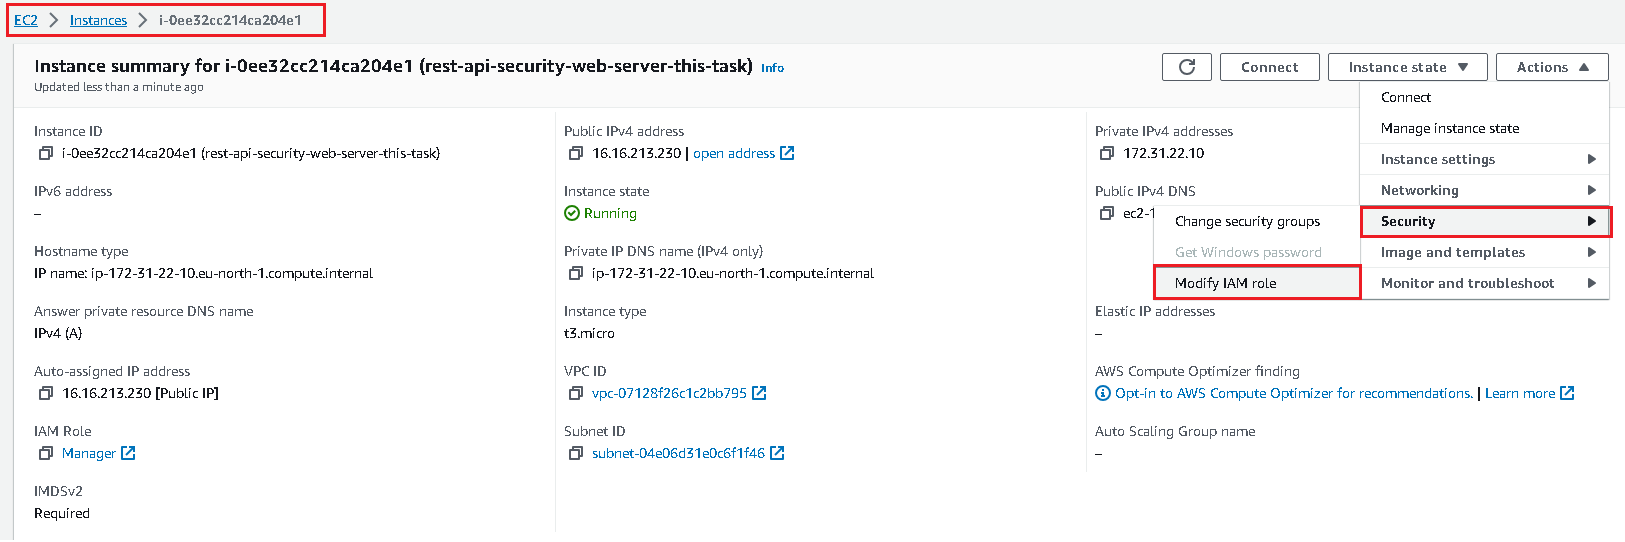 EC2 > Instances > i-0ee32cc214ca204e1
Instance summary for i-0ee32cc214ca204e1 (rest-api-security-web-server-this-task) Info
Updated less than a minute ago
Connect
Instance state
Actions
Connect
Manage instance state
Instance settings
Networking
Security
Image and templates
Monitor and troubleshoot
Change security groups
Get Windows password
Modify IAM role
Instance ID
i-0ee32cc214ca204e1 (rest-api-security-web-server-this-task)
IPv6 address
–
Hostname type
IP name: ip-172-31-22-10.eu-north-1.compute.internal
Answer private resource DNS name
IPv4 (A)
Auto-assigned IP address
16.16.213.230 [Public IP]
IAM Role
Manager
IMDSv2
Required
Public IPv4 address
16.16.213.230 | open address
Instance state
Running
Private IP DNS name (IPv4 only)
ip-172-31-22-10.eu-north-1.compute.internal
Instance type
t3.micro
VPC ID
vpc-07128f26c1c2bb795
Subnet ID
subnet-04e06d31e0c6f1f46
Private IPv4 addresses
172.31.22.10
Public IPv4 DNS
ec2-1
Elastic IP addresses
–
AWS Compute Optimizer finding
Opt-in to AWS Compute Optimizer for recommendations. | Learn more
Auto Scaling Group name
–